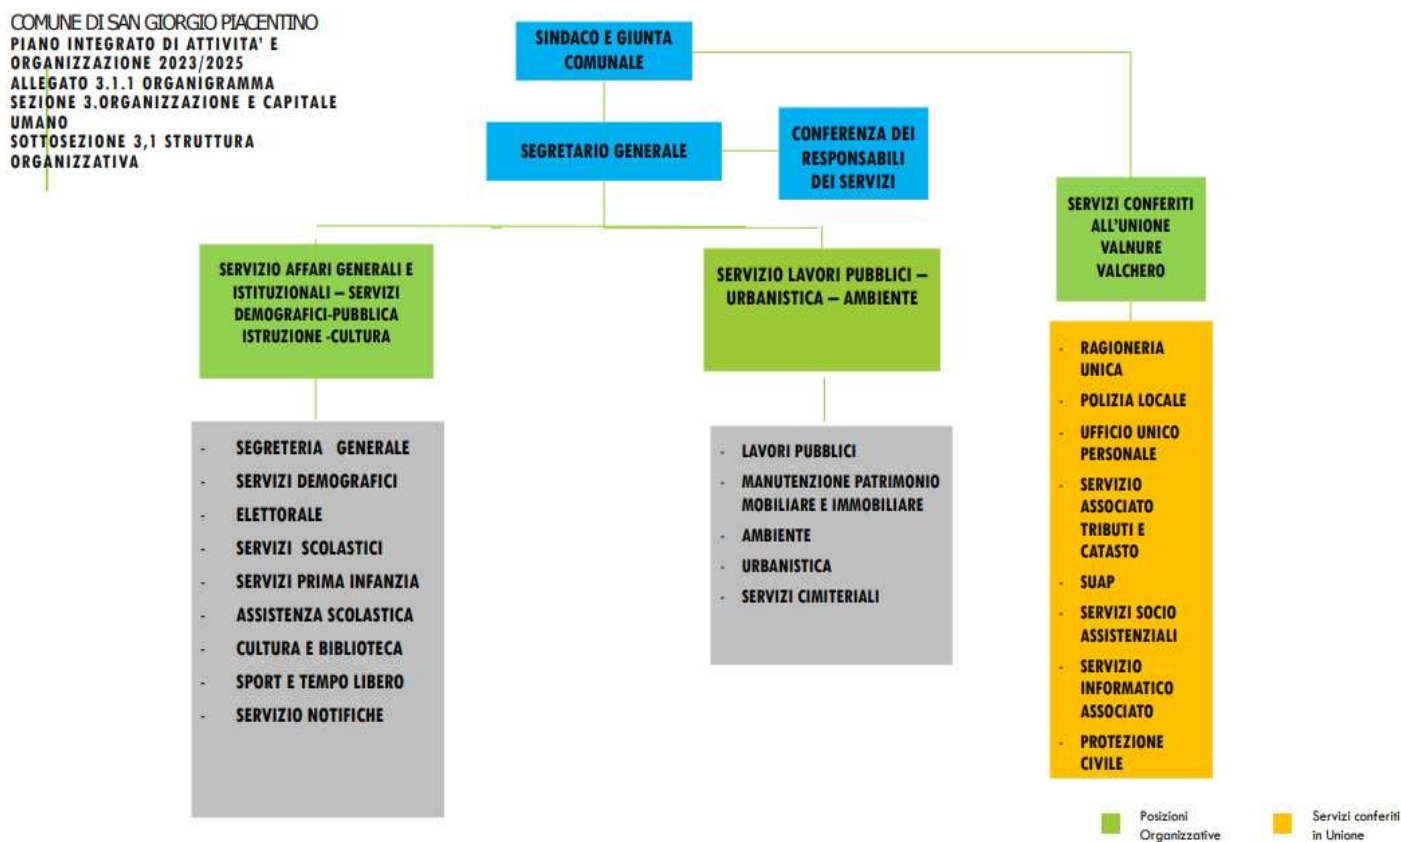 COMUNE DI SAN GIORGIO PIACENTINO
PIANO INTEGRATO DI ATTIVITA' E
ORGANIZZAZIONE 2023/2025
ALLEGATO 3.1.1 ORGANIGRAMMA
SEZIONE 3.ORGANIZZAZIONE E CAPITALE
UMANO
SOTTOSEZIONE 3,1 STRUTTURA
ORGANIZZATIVA
SINDACO E GIUNTA
COMUNALE
SEGRETARIO GENERALE
CONFERENZA DEI
RESPONSABILI
DEI SERVIZI
SERVIZIO AFFARI GENERALI E
ISTITUZIONALI – SERVIZI
DEMOGRAFICI-PUBBLICA
ISTRUZIONE -CULTURA
SERVIZIO LAVORI PUBBLICI –
URBANISTICA – AMBIENTE
SERVIZI CONFERITI
ALL'UNIONE
VALNURE
VALCHERO
- SEGRETERIA GENERALE
- SERVIZI DEMOGRAFICI
- ELETTORALE
- SERVIZI SCOLASTICI
- SERVIZI PRIMA INFANZIA
- ASSISTENZA SCOLASTICA
- CULTURA E BIBLIOTECA
- SPORT E TEMPO LIBERO
- SERVIZIO NOTIFICHE
- LAVORI PUBBLICI
- MANUTENZIONE PATRIMONIO
MOBILIARE E IMMOBILIARE
- AMBIENTE
- URBANISTICA
- SERVIZI CIMITERIALI
- RAGIONERIA
UNICA
- POLIZIA LOCALE
- UFFICIO UNICO
PERSONALE
- SERVIZIO
ASSOCIATO
TRIBUTI E
CATASTO
- SUAP
- SERVIZI SOCIO
ASSISTENZIALI
- SERVIZIO
INFORMATICO
ASSOCIATO
- PROTEZIONE
CIVILE
Posizioni
Organizzative
Servizi conferiti
in Unione